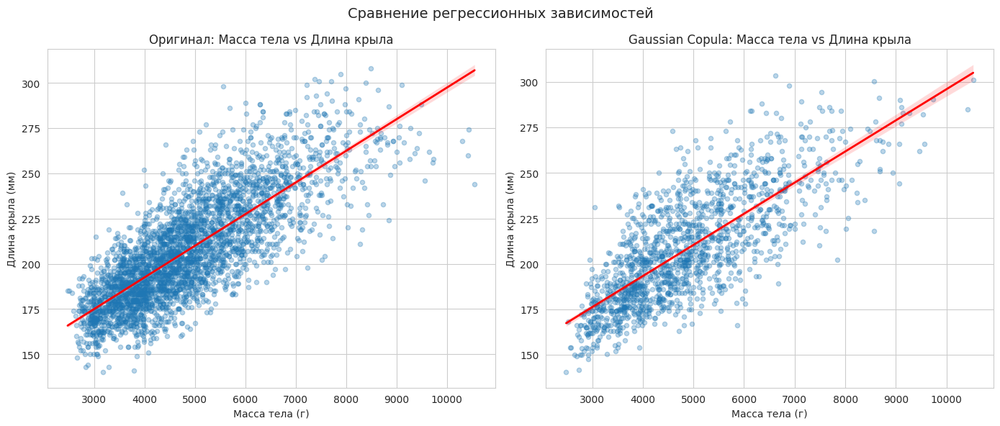 Сравнение регрессионных зависимостей
Оригинал: Масса тела vs Длина крыла
Длина крыла (мм)
300
275
250
225
200
175
150
3000 4000 5000 6000 7000 8000 9000 10000
Масса тела (г)
Gaussian Copula: Масса тела vs Длина крыла
Длина крыла (мм)
300
275
250
225
200
175
150
3000 4000 5000 6000 7000 8000 9000 10000
Масса тела (г)